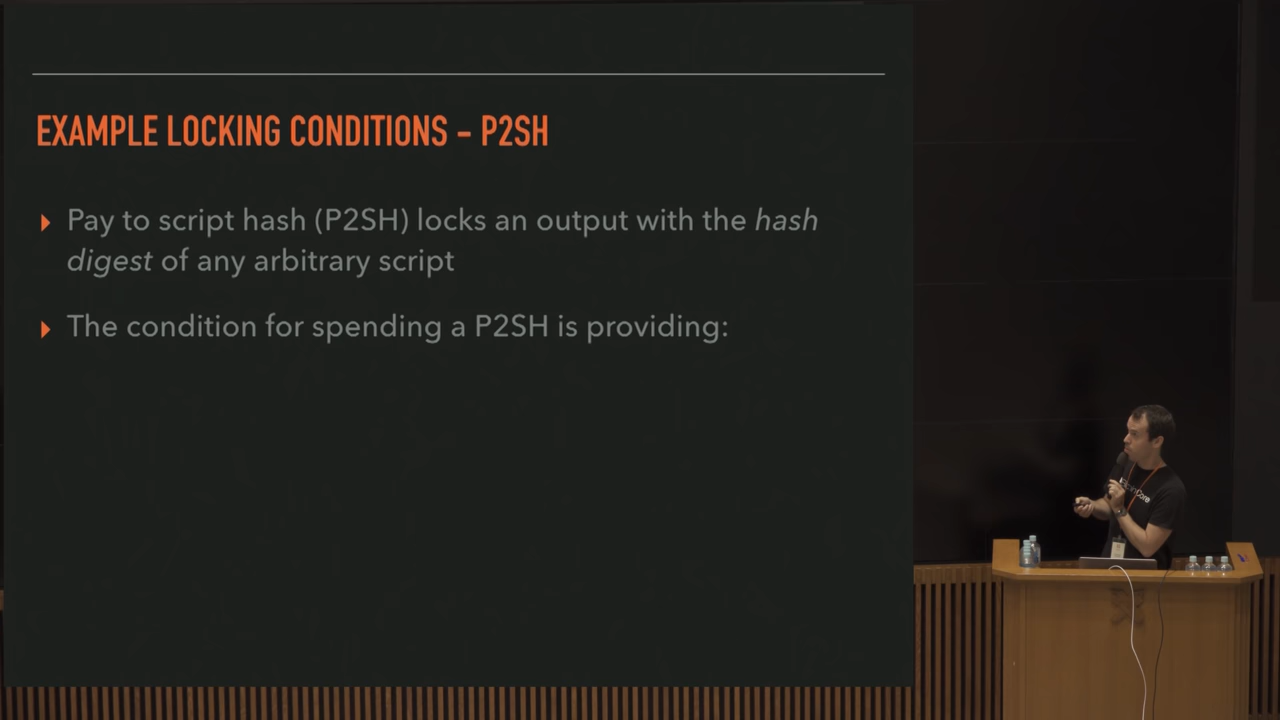 EXAMPLE LOCKING CONDITIONS – P2SH
Pay to script hash (P2SH) locks an output with the hash
digest of any arbitrary script
The condition for spending a P2SH is providing: